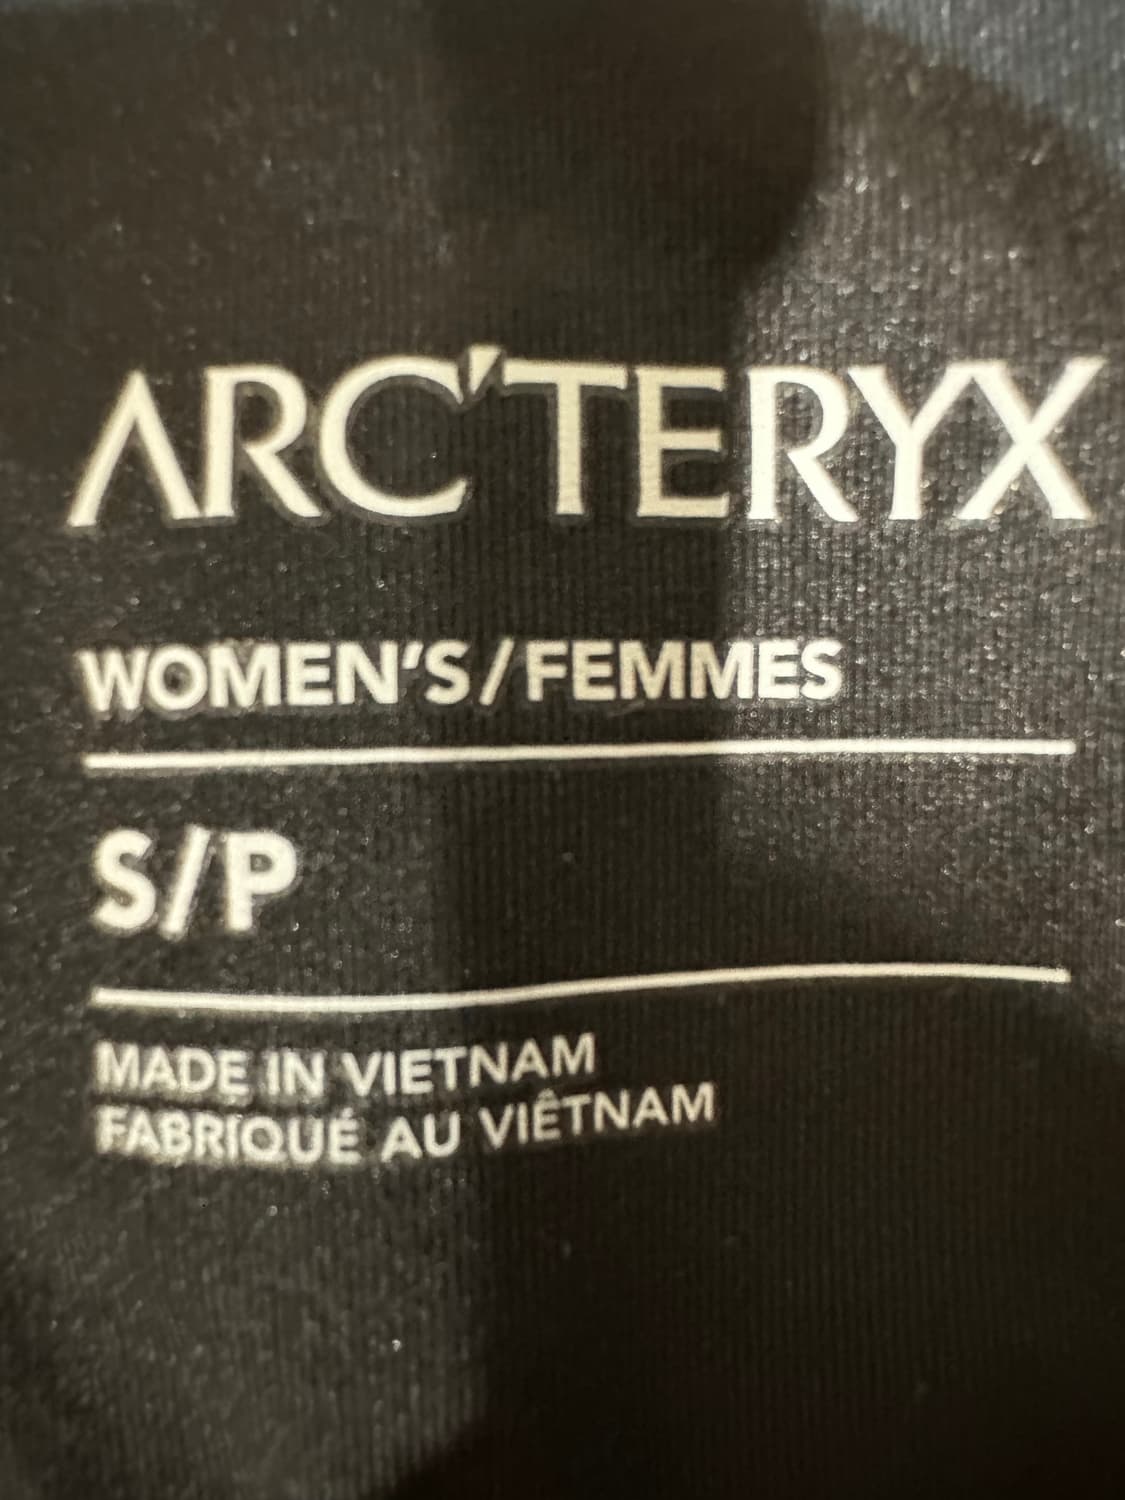 ARC'TERYX
WOMEN'S/FEMMES
S/P
MADE IN VIETNAM
FABRIQUÉ AU VIÊTNAM